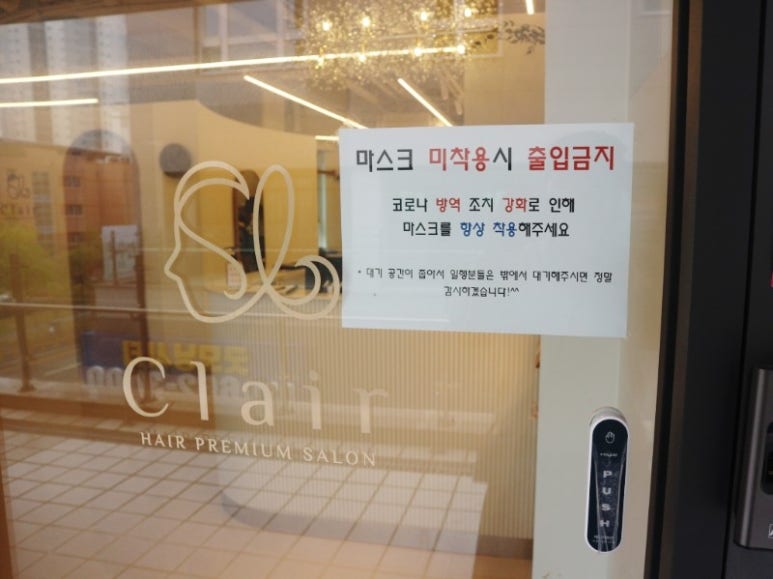 마스크 미착용시 출입금지
코로나 방역 조치 강화로 인해
마스크를 항상 착용해주세요
* 대기 공간이 좁아서 일행분들은 밖에서 대기해주시면 정말
감사하겠습니다!^^
Clair
Clair
HAIR PREMIUM SALON
PUSH